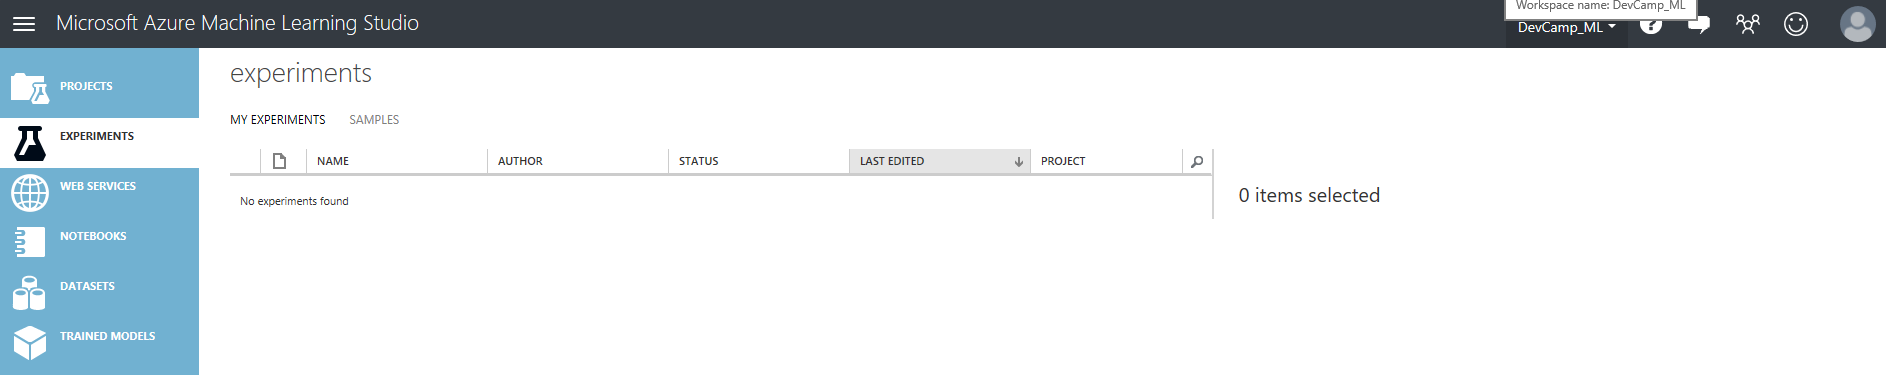 Microsoft Azure Machine Learning Studio
Workspace name: DevCamp_ML
DevCamp_ML
?
PROJECTS
EXPERIMENTS
WEB SERVICES
NOTEBOOKS
DATASETS
TRAINED MODELS
experiments
MY EXPERIMENTS SAMPLES
NAME AUTHOR STATUS LAST EDITED PROJECT
No experiments found
0 items selected